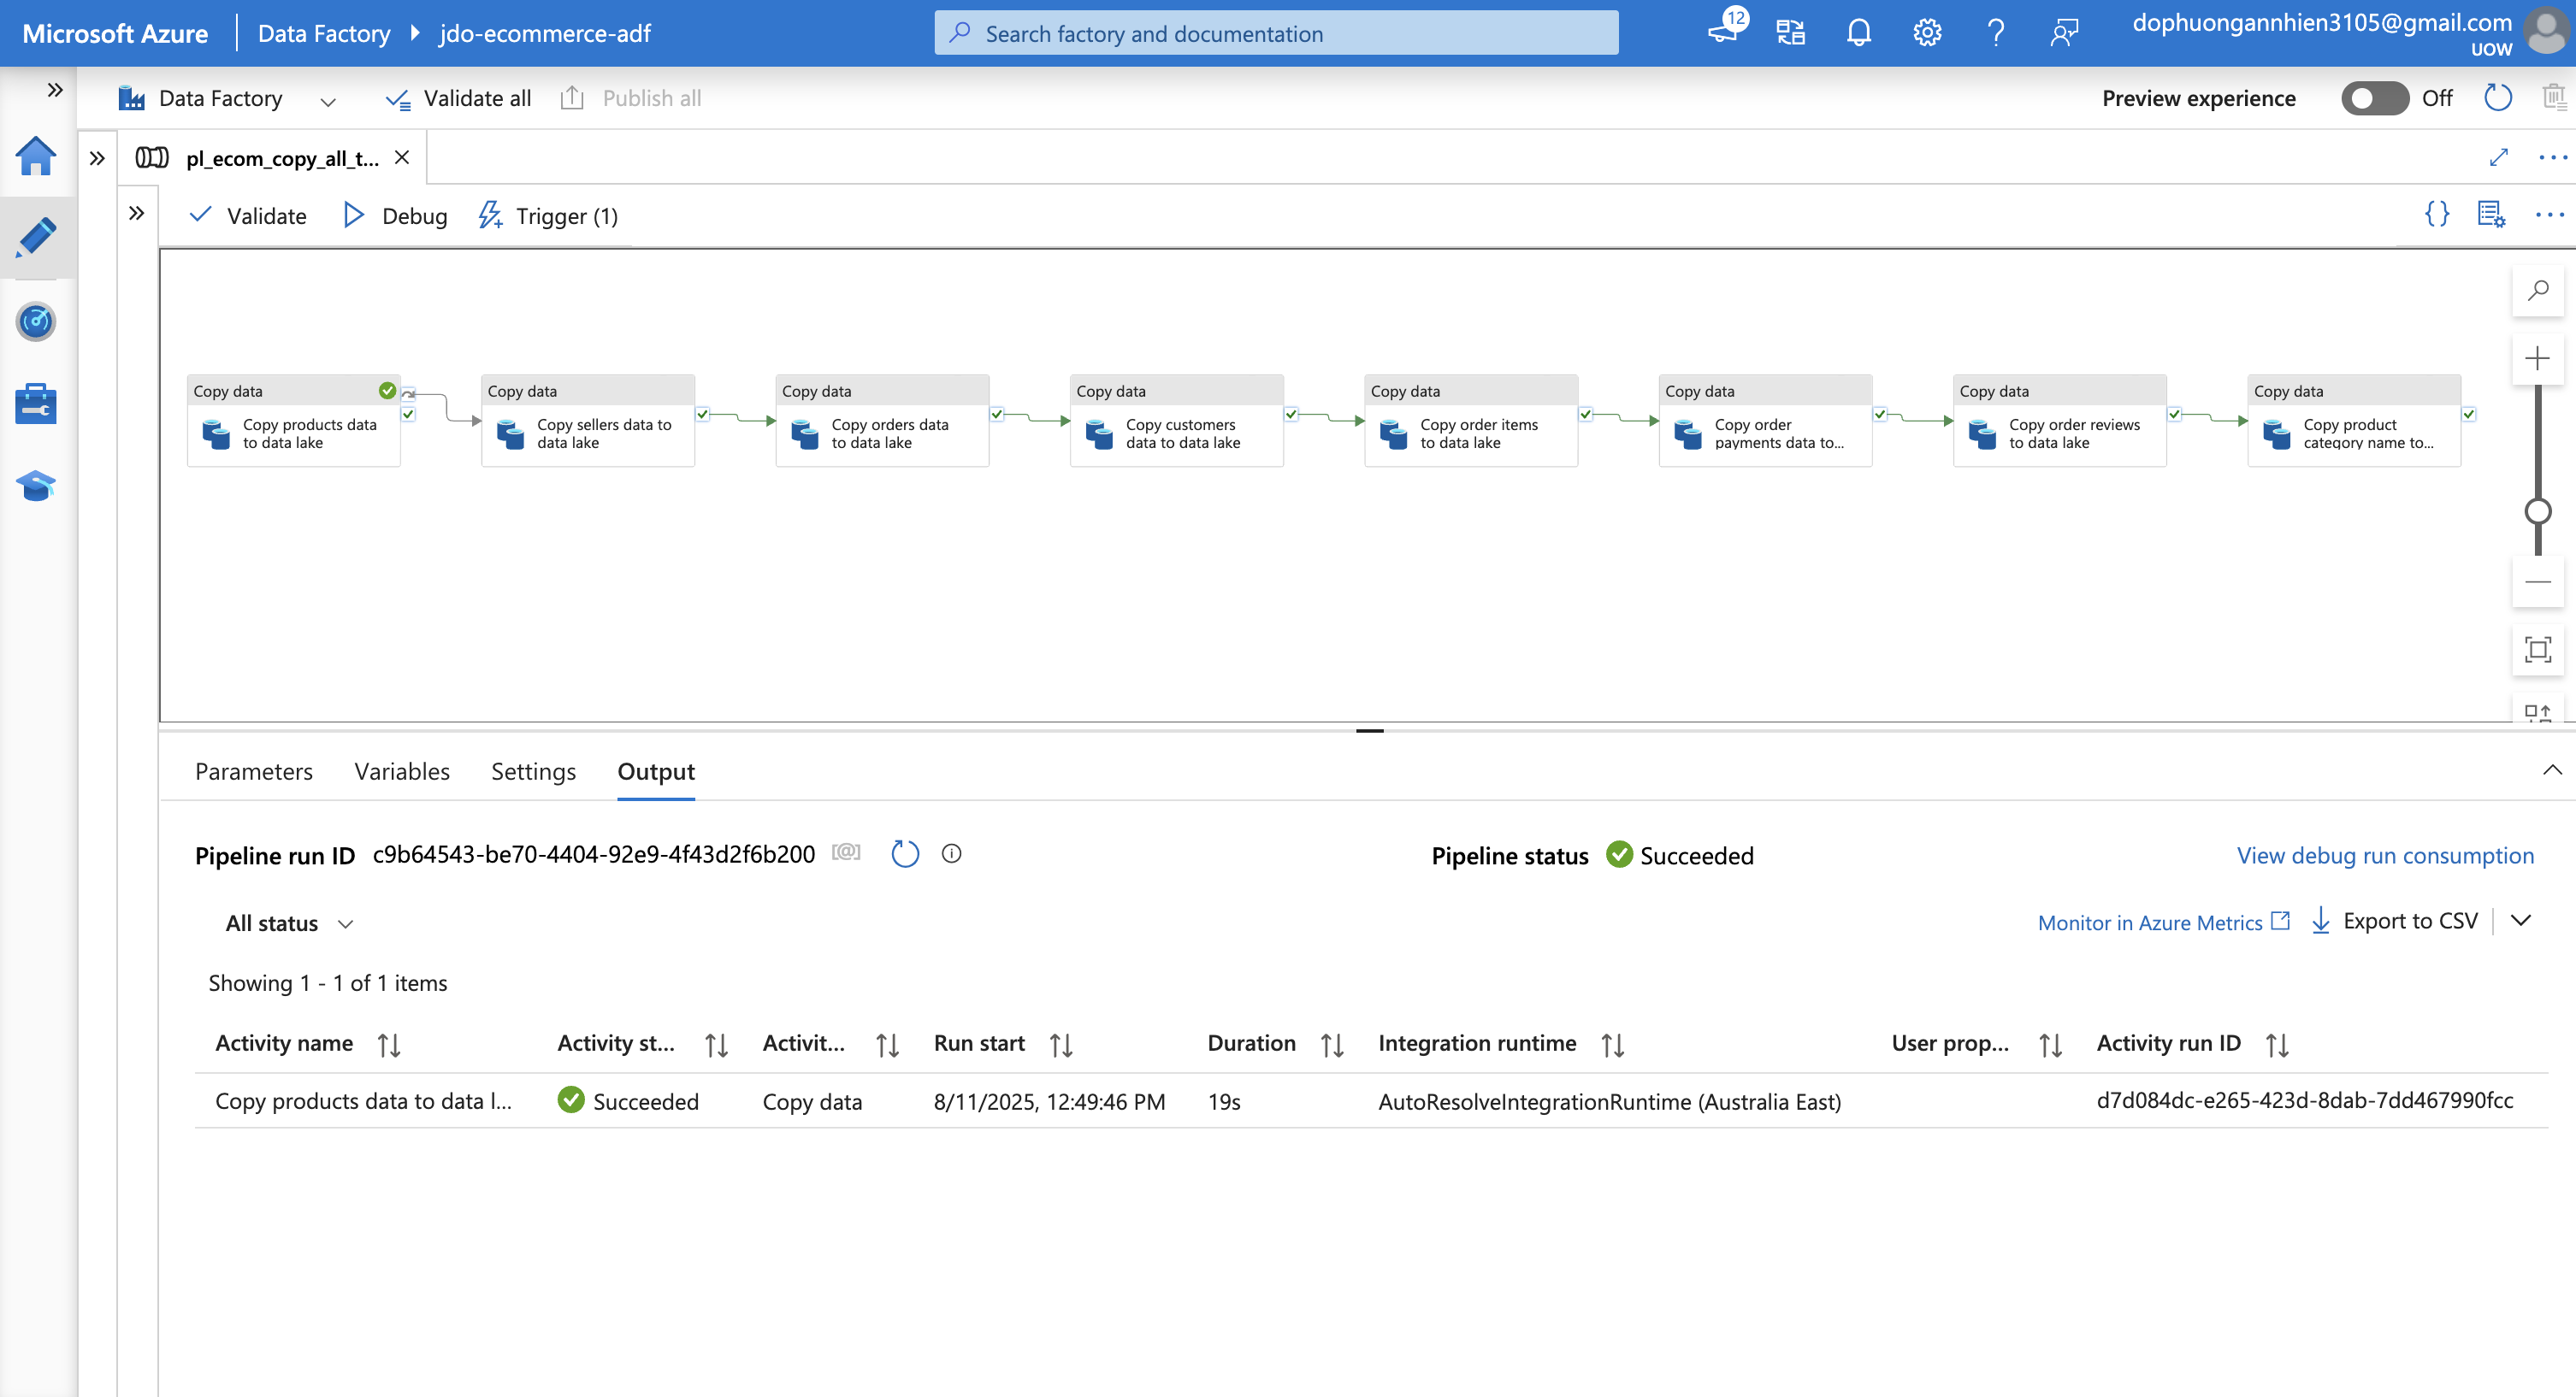 Microsoft Azure
Data Factory
jdo-ecommerce-adf
Search factory and documentation
12
dophuongannhien3105@gmail.com
UOW
Data Factory
Validate all
Publish all
Preview experience
Off
pl_ecom_copy_all_t...
Validate
Debug
Trigger (1)
Copy data
Copy products data
to data lake
Copy data
Copy sellers data to
data lake
Copy data
Copy orders data
to data lake
Copy data
Copy customers
data to data lake
Copy data
Copy order items
to data lake
Copy data
Copy order
payments data to...
Copy data
Copy order reviews
to data lake
Copy data
Copy product
category name to...
Parameters
Variables
Settings
Output
Pipeline run ID c9b64543-be70-4404-92e9-4f43d2f6b200
Pipeline status Succeeded
View debug run consumption
All status
Monitor in Azure Metrics
Export to CSV
Showing 1 - 1 of 1 items
Activity name Activity st... Activit... Run start Duration Integration runtime User prop... Activity run ID
Copy products data to data l... Succeeded Copy data 8/11/2025, 12:49:46 PM 19s AutoResolveIntegrationRuntime (Australia East) d7d084dc-e265-423d-8dab-7dd467990fcc